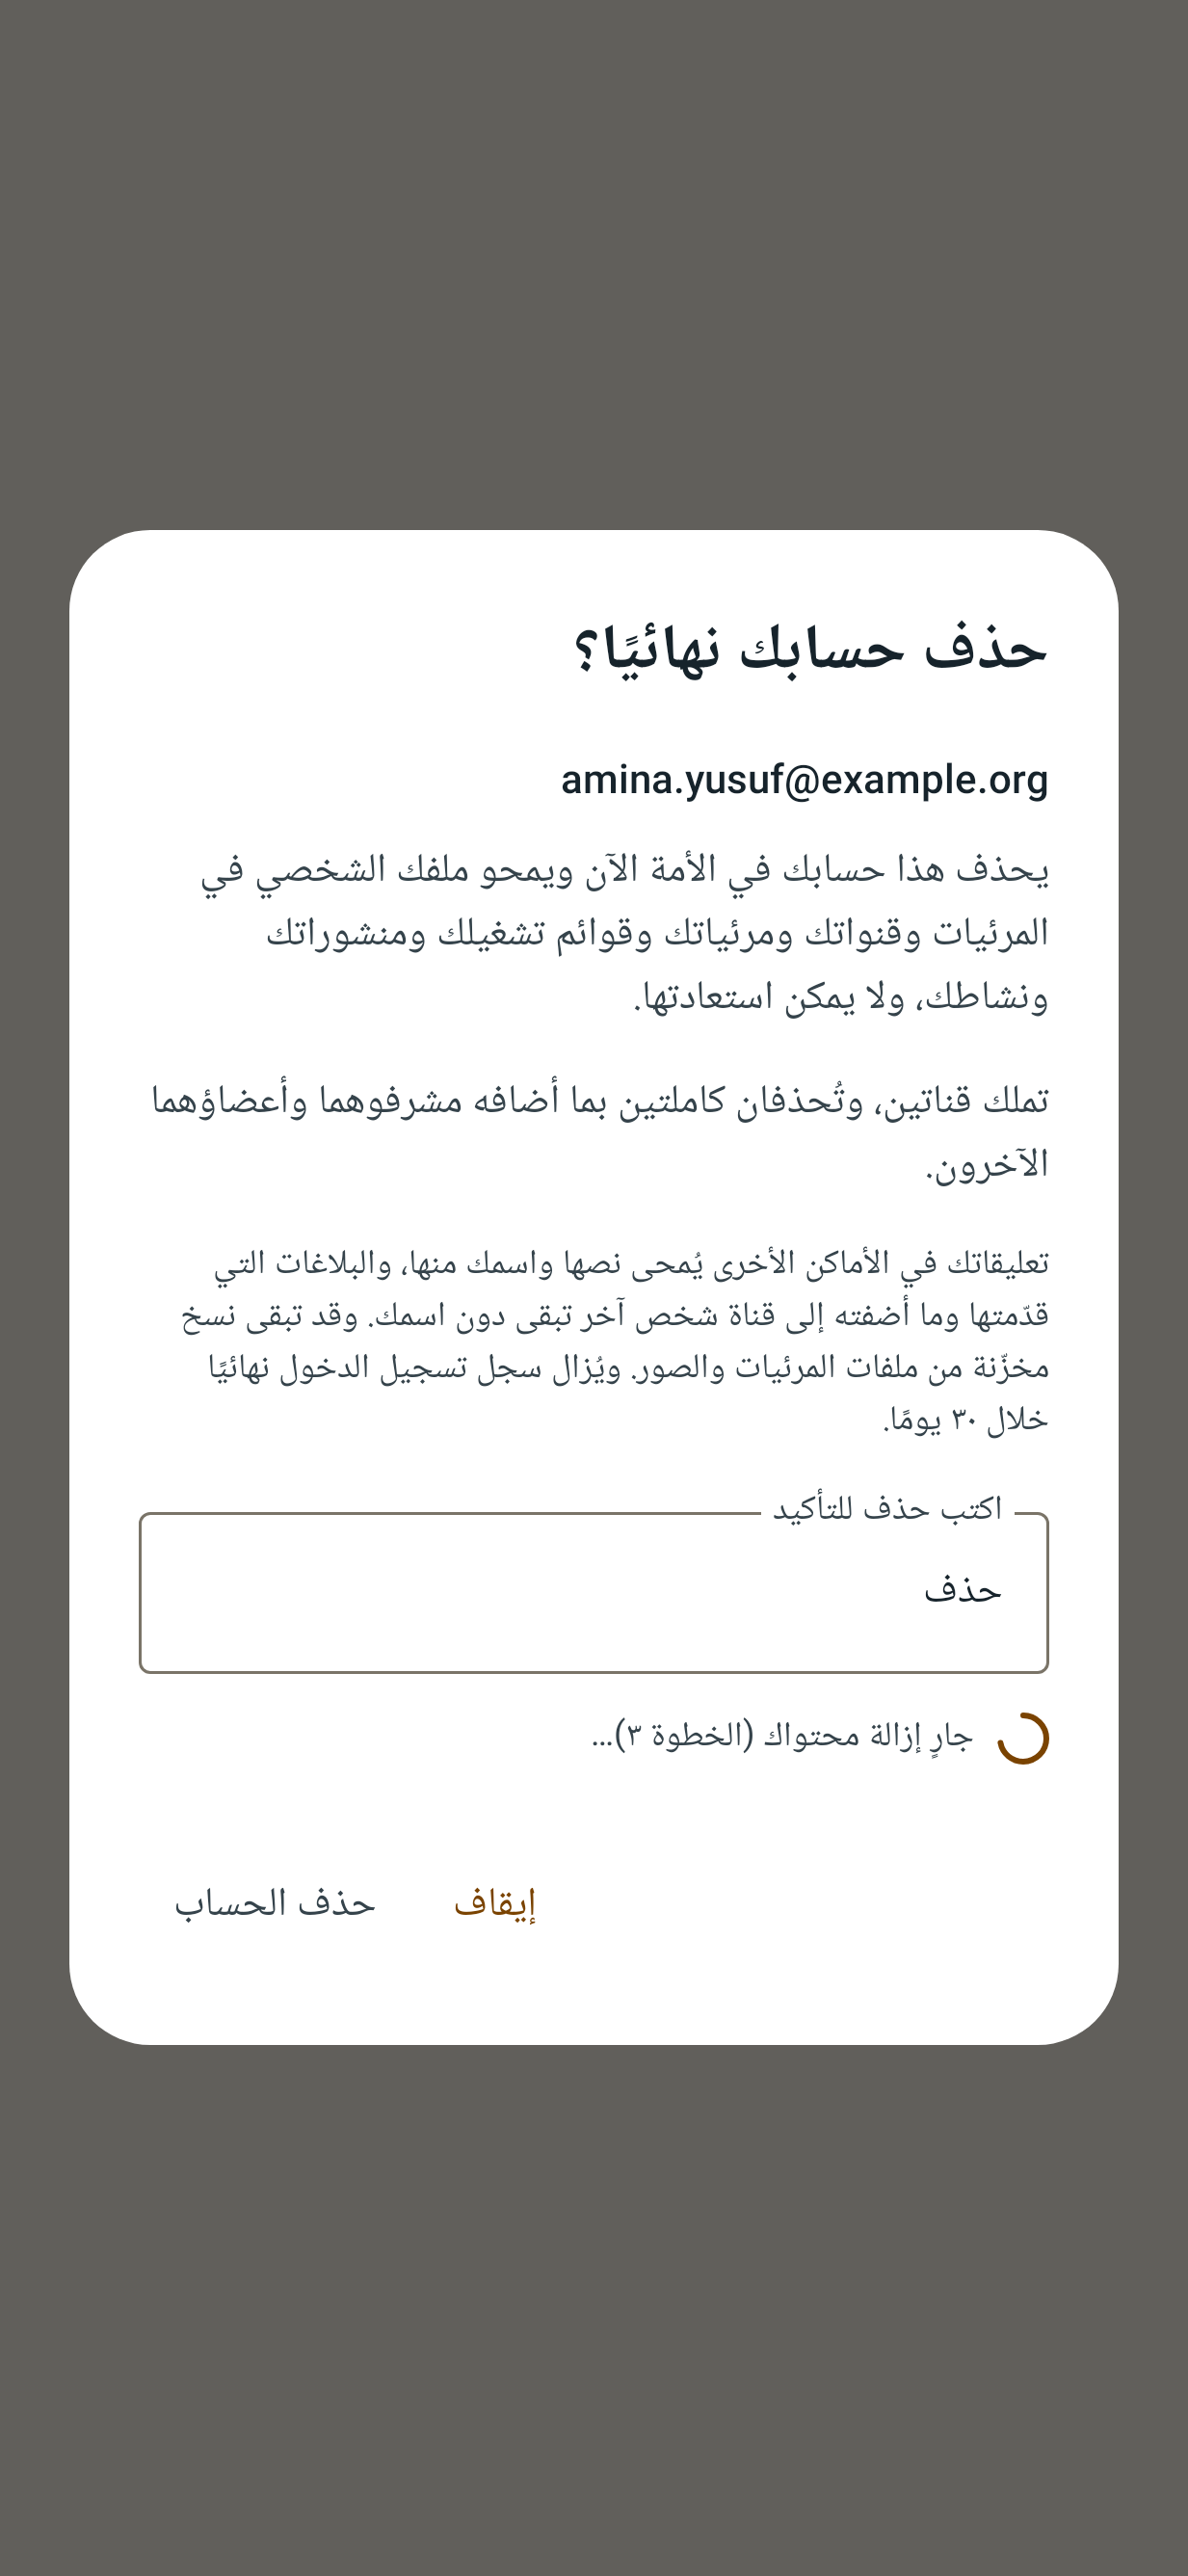 حذف حسابك نهائيًا؟
amina.yusuf@example.org
يحذف هذا حسابك في الأمة الآن ويمحو ملفك الشخصي في
المرئيات وقنواتك ومرئياتك وقوائم تشغيلك ومنشوراتك
ونشاطك، ولا يمكن استعادتها.
تملك قناتين، وتُحذفان كاملتين بما أضافه مشرفوهما وأعضاؤهما
الآخرون.
تعليقاتك في الأماكن الأخرى يُمحى نصها واسمك منها، والبلاغات التي
قدّمتها وما أضفته إلى قناة شخص آخر تبقى دون اسمك. وقد تبقى نسخ
مخزّنة من ملفات المرئيات والصور. ويُزال سجل تسجيل الدخول نهائيًا
خلال ٣٠ يومًا.
اكتب حذف للتأكيد
حذف
جارٍ إزالة محتواك (الخطوة ٣)...
إيقاف
حذف الحساب